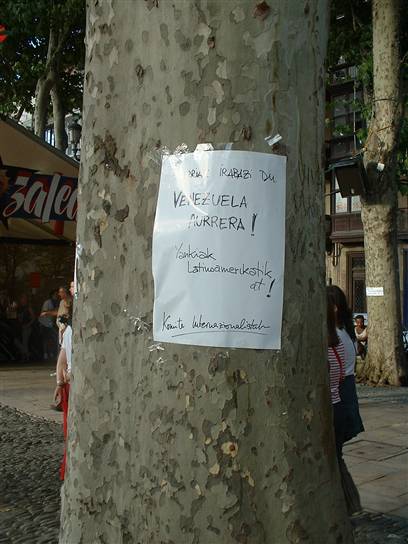 IRABAZI DU
VENEZUELA
AURRERA!
Yankiak
Latinoamerikatik
at!
Komite Internazionalistak